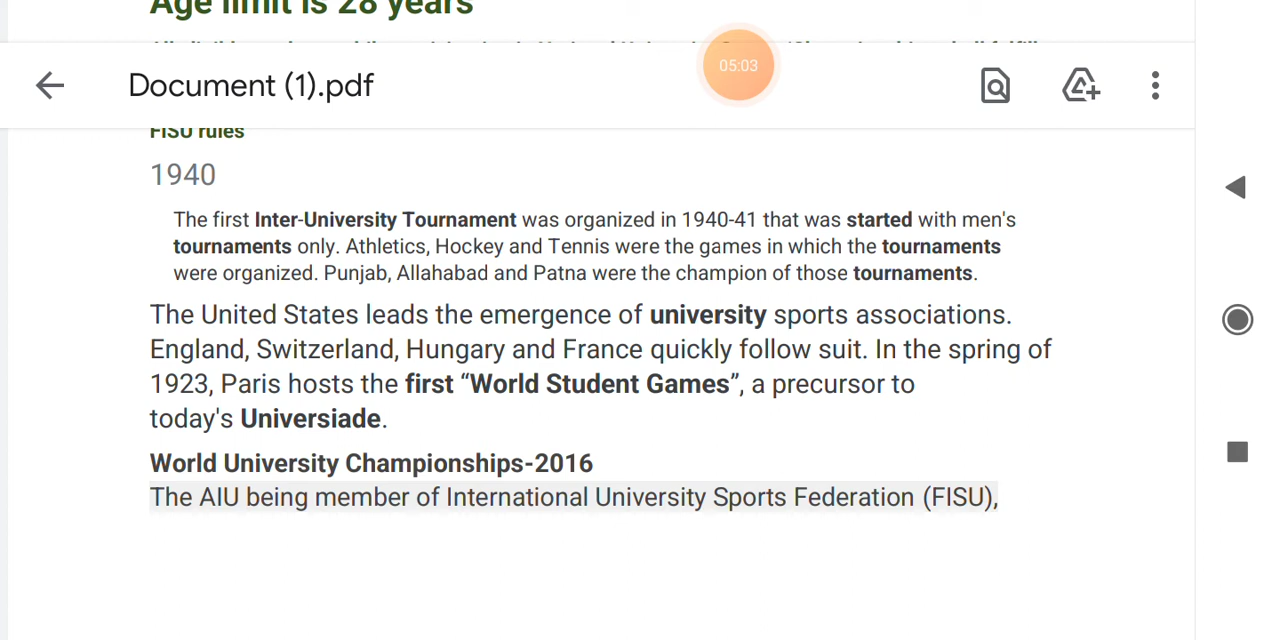 Age limit is 28 years
Document (1).pdf
05:03
FISU rules
1940
The first Inter-University Tournament was organized in 1940-41 that was started with men's
tournaments only. Athletics, Hockey and Tennis were the games in which the tournaments
were organized. Punjab, Allahabad and Patna were the champion of those tournaments.
The United States leads the emergence of university sports associations.
England, Switzerland, Hungary and France quickly follow suit. In the spring of
1923, Paris hosts the first “World Student Games”, a precursor to
today's Universiade.
World University Championships-2016
The AIU being member of International University Sports Federation (FISU),